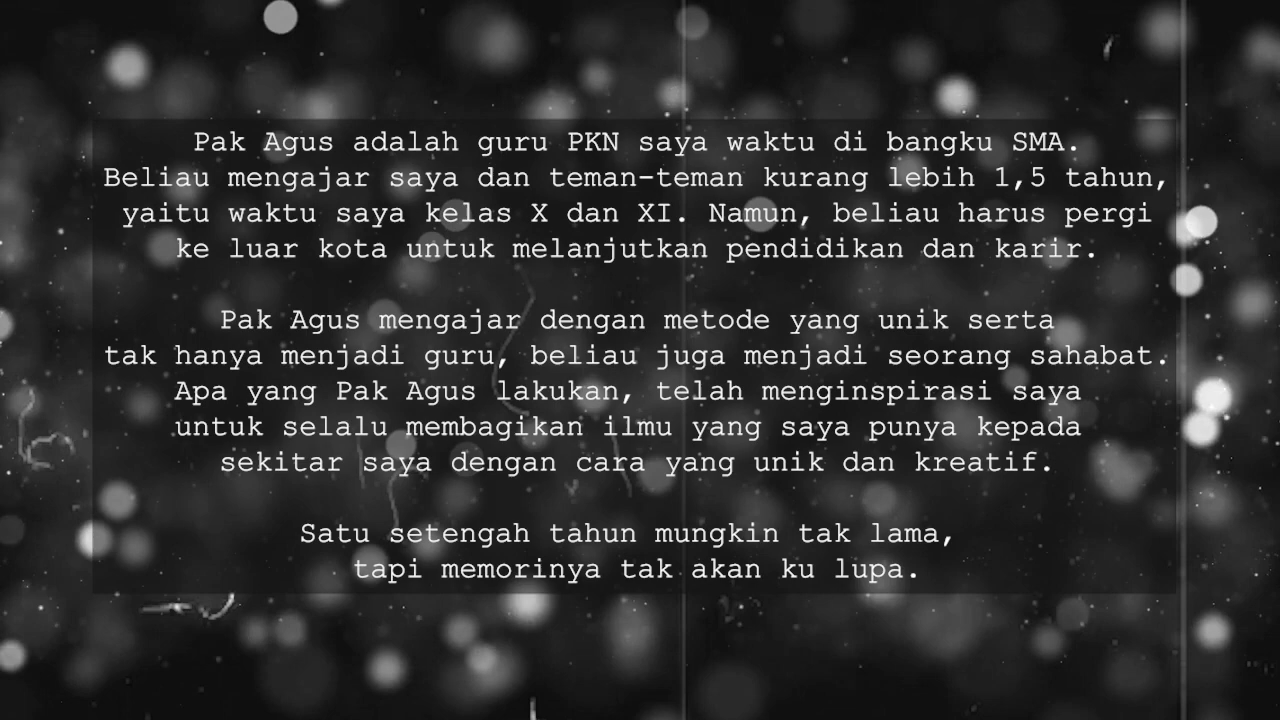 Pak Agus adalah guru PKN saya waktu di bangku SMA.
Beliau mengajar saya dan teman-teman kurang lebih 1,5 tahun,
yaitu waktu saya kelas X dan XI. Namun, beliau harus pergi
ke luar kota untuk melanjutkan pendidikan dan karir.
Pak Agus mengajar dengan metode yang unik serta
tak hanya menjadi guru, beliau juga menjadi seorang sahabat.
Apa yang Pak Agus lakukan, telah menginspirasi saya
untuk selalu membagikan ilmu yang saya punya kepada
sekitar saya dengan cara yang unik dan kreatif.
Satu setengah tahun mungkin tak lama,
tapi memorinya tak akan ku lupa.